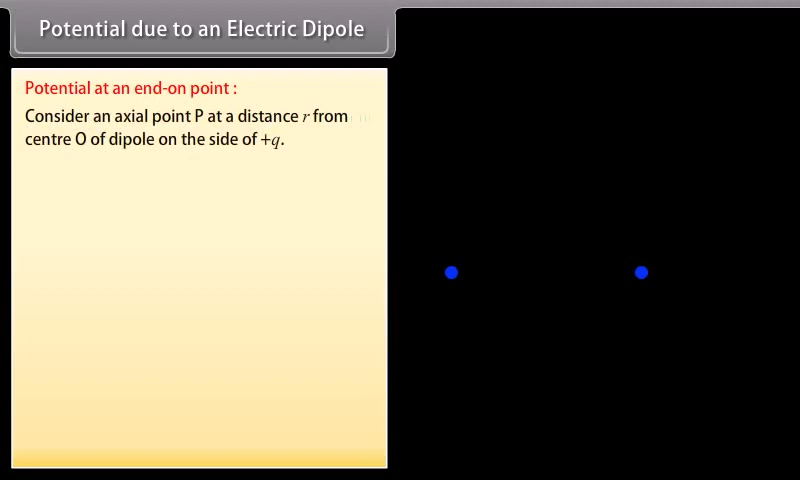 Potential due to an Electric Dipole
Potential at an end-on point :
Consider an axial point P at a distance r from
centre O of dipole on the side of +q.